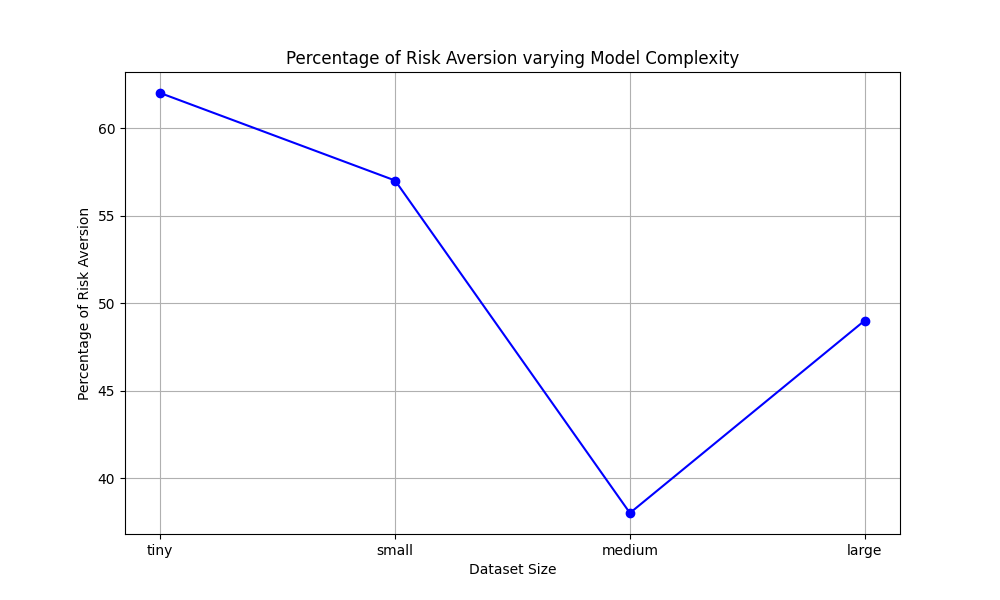 Percentage of Risk Aversion varying Model Complexity
Percentage of Risk Aversion
60
55
50
45
40
tiny small medium large
Dataset Size